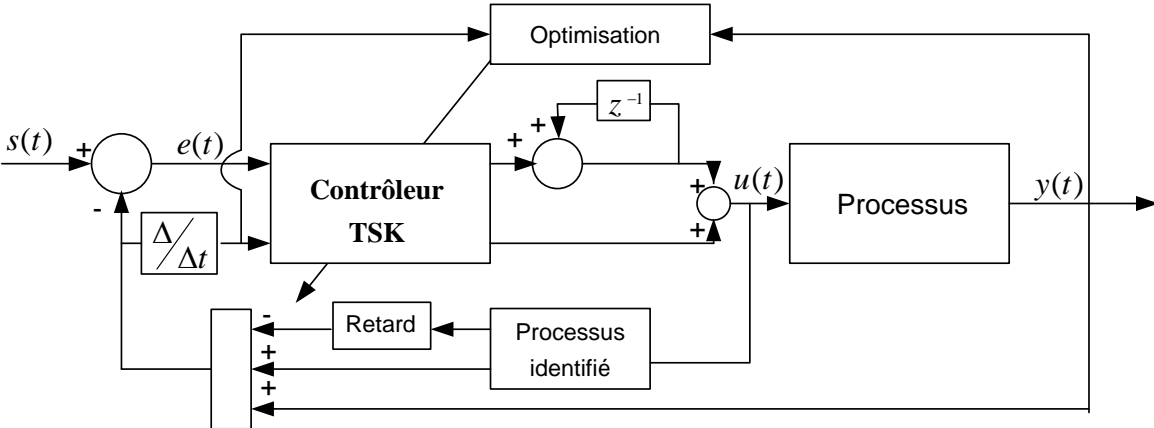 Optimisation
z⁻¹
s(t)
+
e(t)
-
Δ/Δt
Contrôleur
TSK
+
+
+
+
u(t)
Processus
y(t)
-
+
+
Retard
Processus
identifié